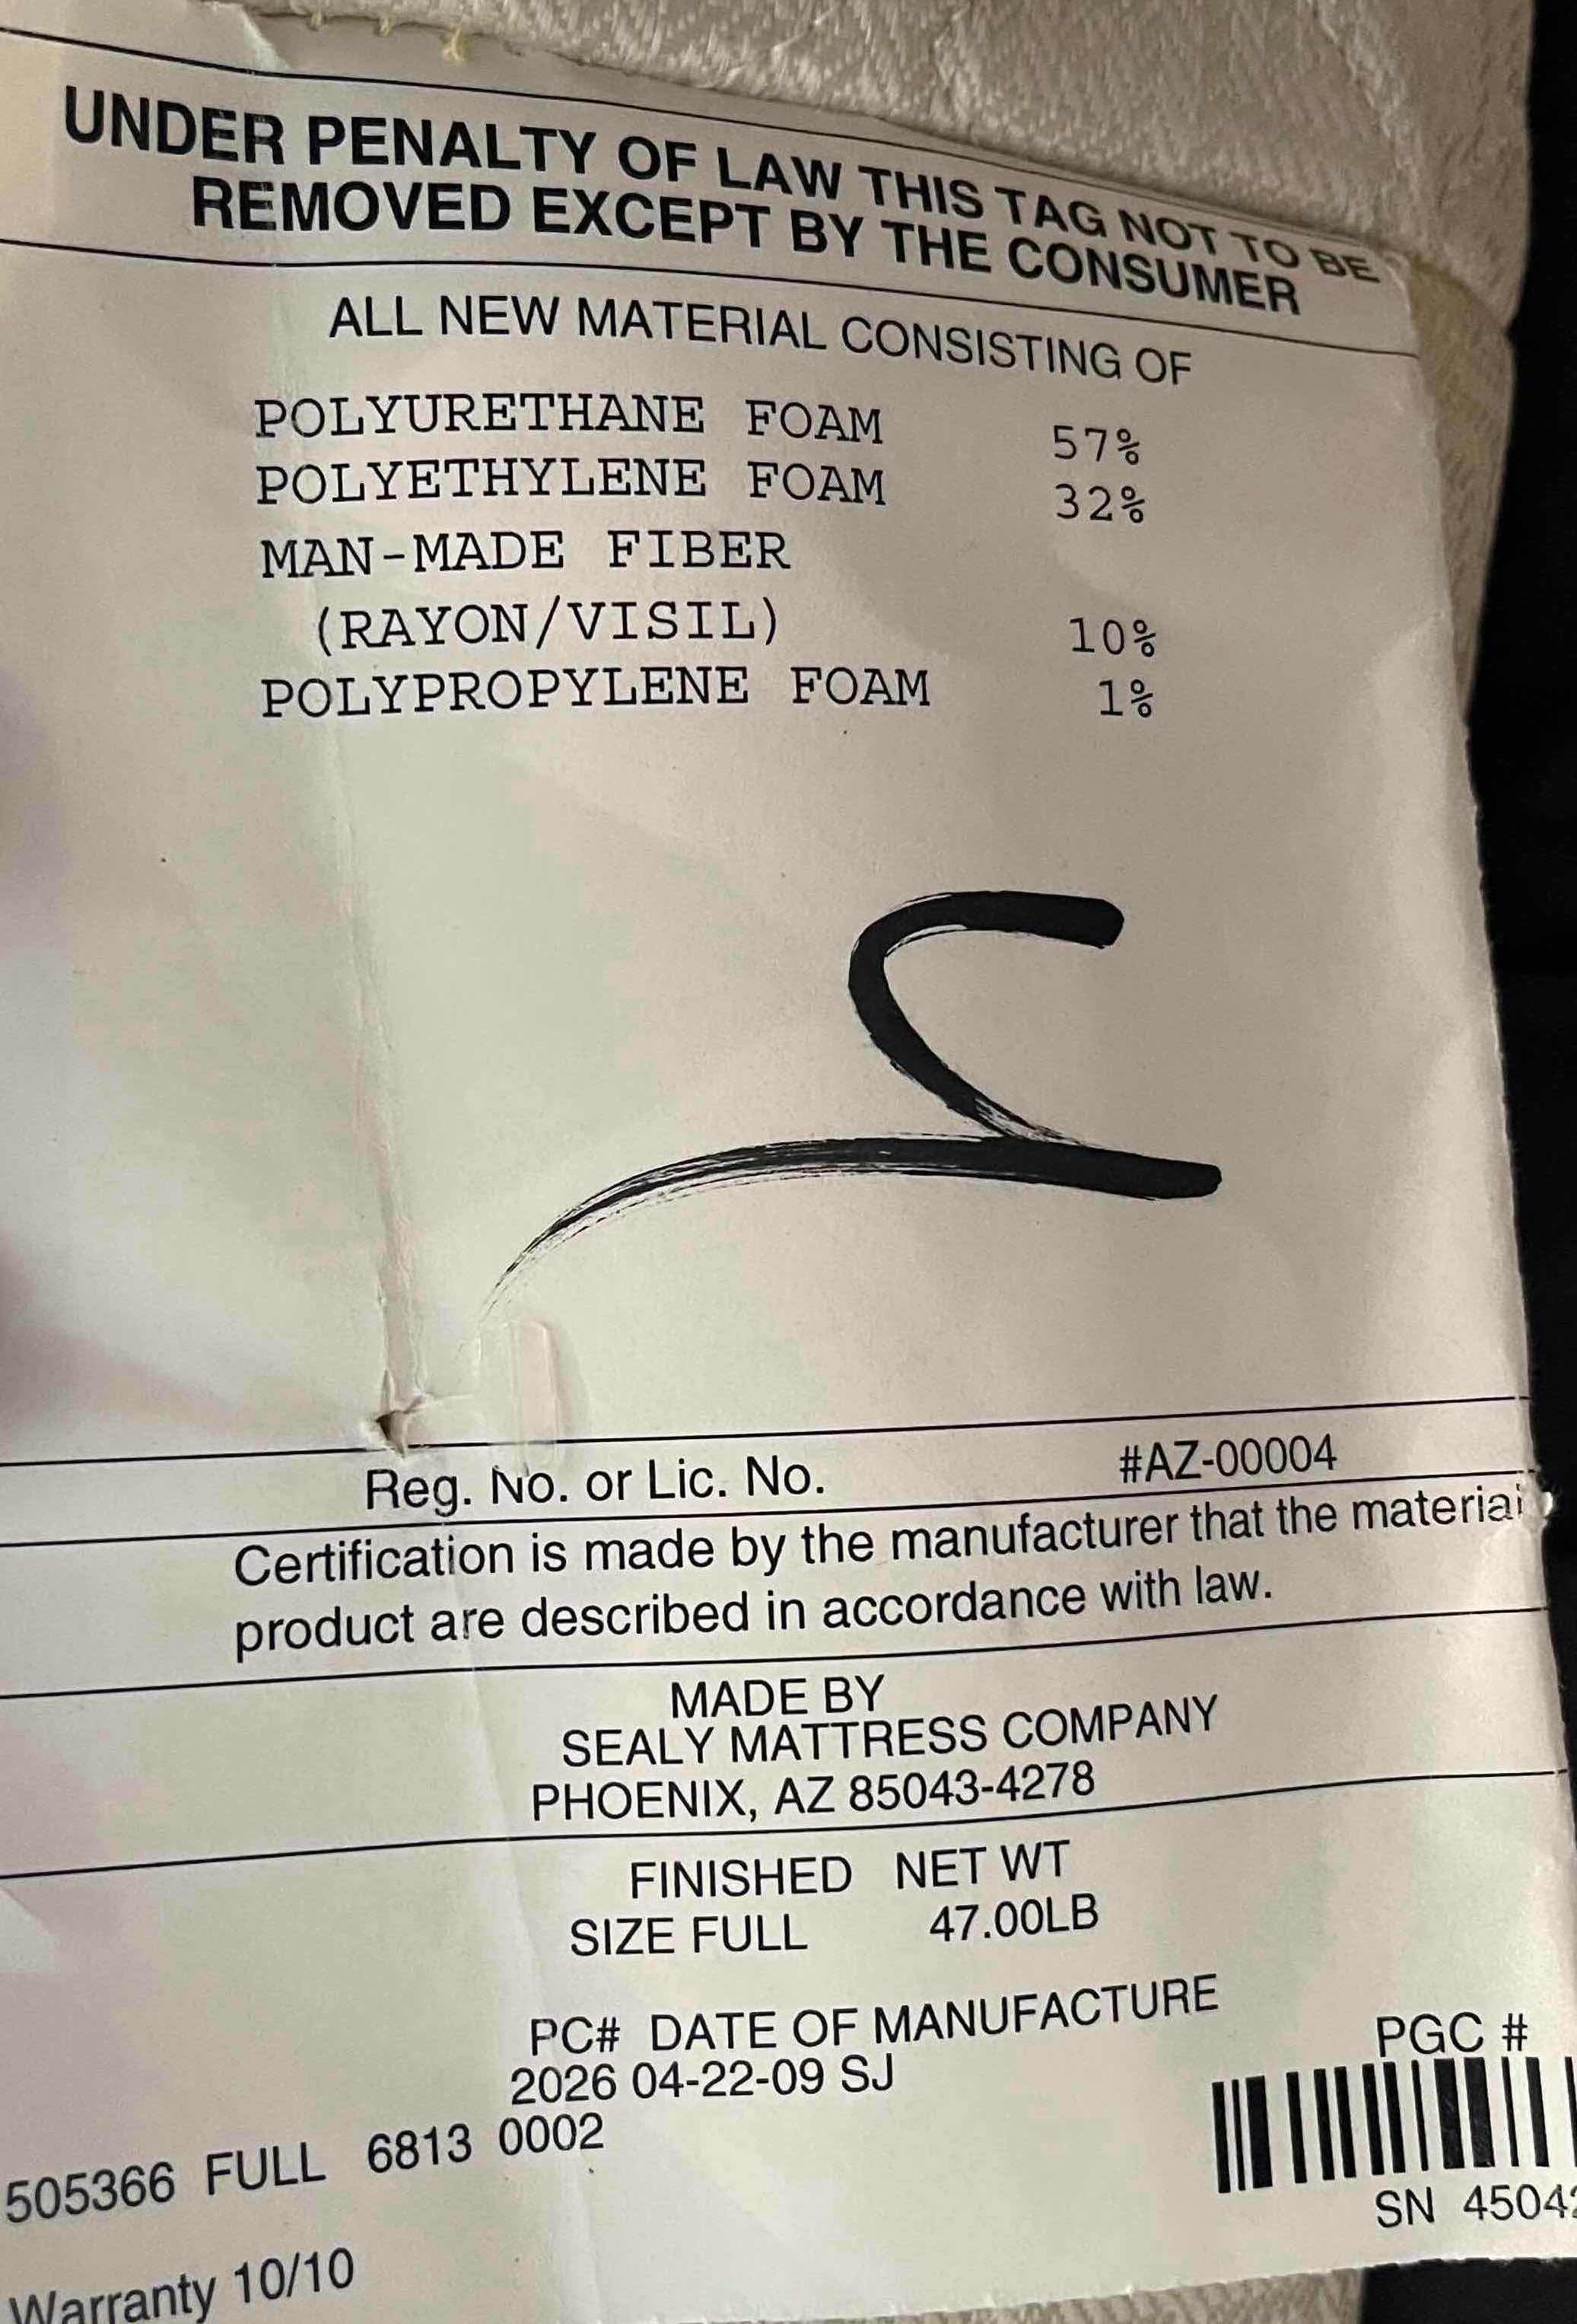 UNDER PENALTY OF LAW THIS TAG NOT TO BE
REMOVED EXCEPT BY THE CONSUMER
ALL NEW MATERIAL CONSISTING OF
POLYURETHANE FOAM 57%
POLYETHYLENE FOAM 32%
MAN-MADE FIBER
(RAYON/VISIL) 10%
POLYPROPYLENE FOAM 1%
Reg. No. or Lic. No. #AZ-00004
Certification is made by the manufacturer that the material
product are described in accordance with law.
MADE BY
SEALY MATTRESS COMPANY
PHOENIX, AZ 85043-4278
FINISHED NET WT
SIZE FULL 47.00LB
PC# DATE OF MANUFACTURE
2026 04-22-09 SJ
PGC #
505366 FULL 6813 0002
SN 4504
Warranty 10/10